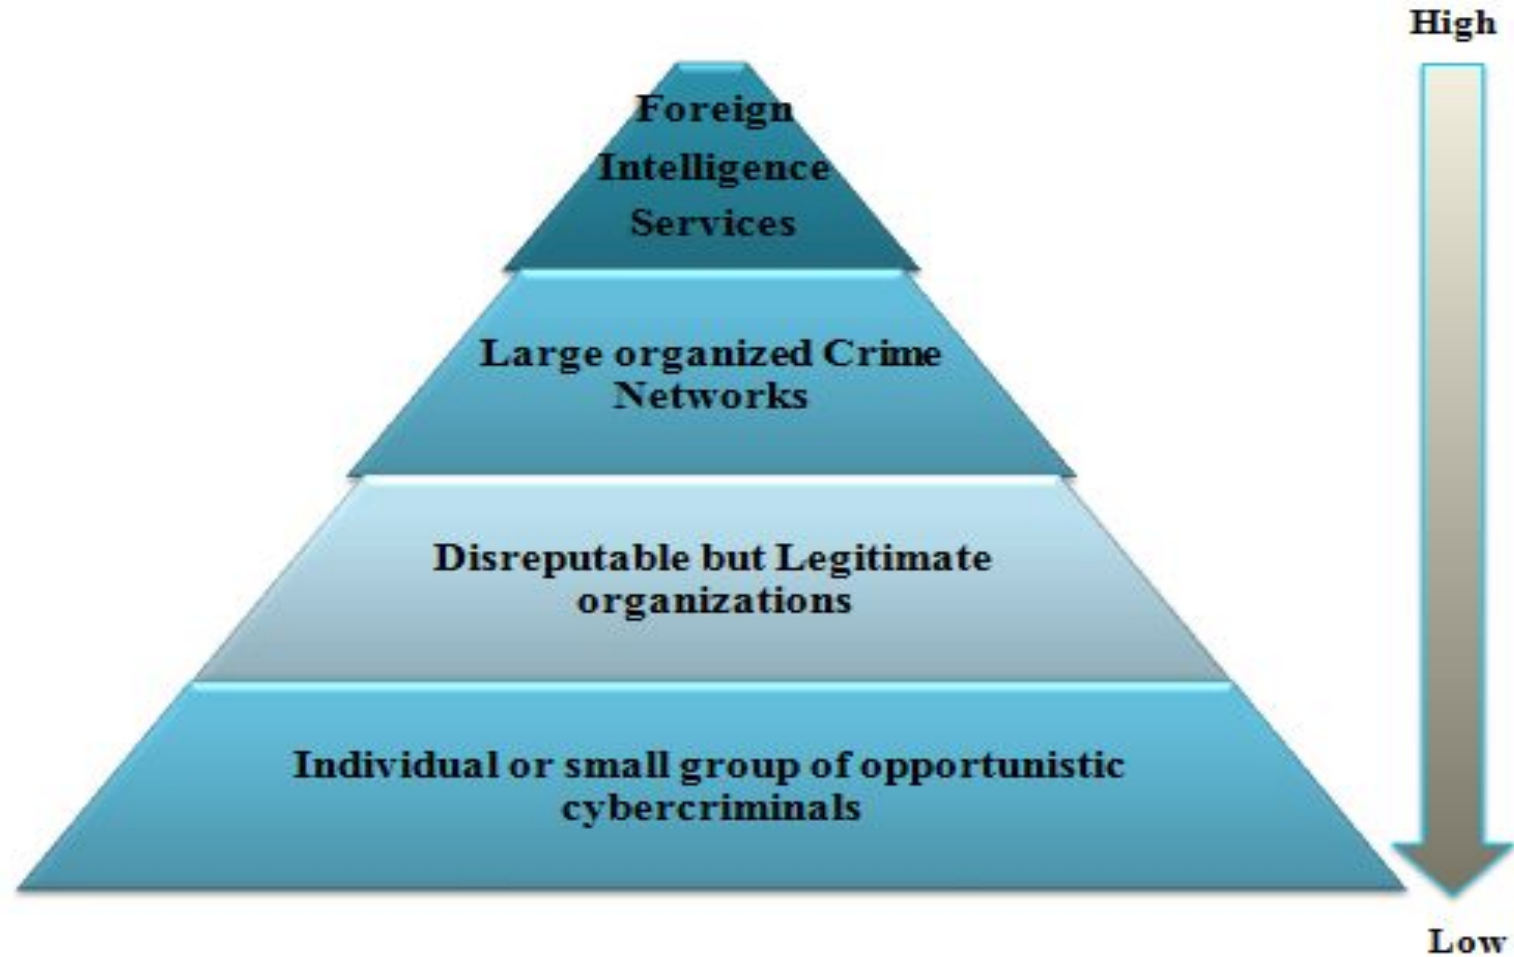 High
Foreign
Intelligence
Services
Large organized Crime
Networks
Disreputable but Legitimate
organizations
Individual or small group of opportunistic
cybercriminals
Low